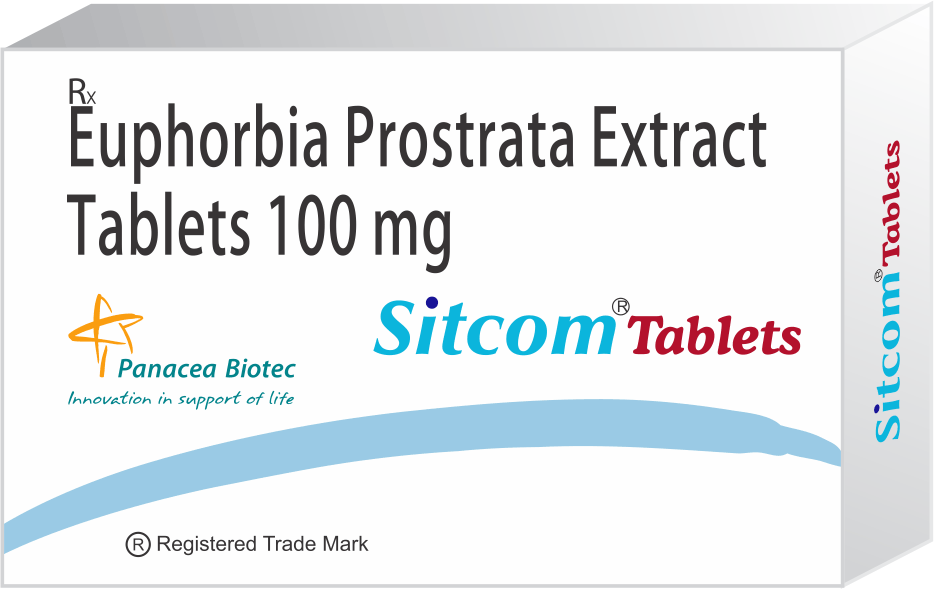 Rx
Euphorbia Prostrata Extract
Tablets 100 mg
Panacea Biotec
Innovation in support of life
Sitcom® Tablets
® Registered Trade Mark
Sitcom® Tablets